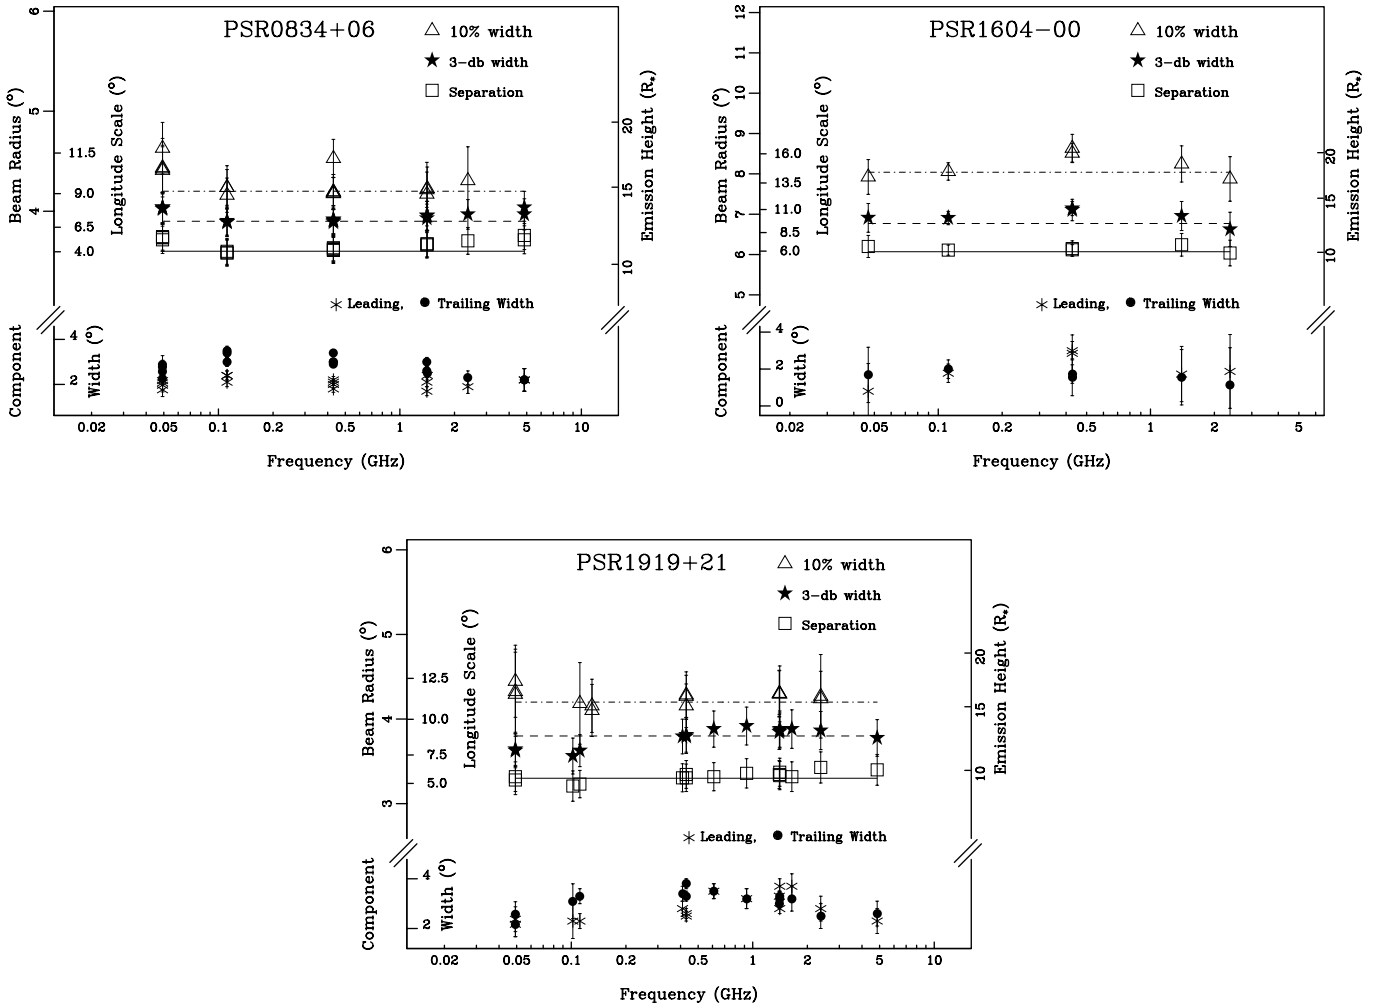 PSR0834+06
10% width
3-db width
Separation
Beam Radius (°)
6
5
4
Longitude Scale (°)
11.5
9.0
6.5
4.0
Emission Height (R*)
20
15
10
Leading, Trailing Width
Component
Width (°)
4
2
0.02 0.05 0.1 0.5 1 2 5 10
Frequency (GHz)
PSR1604-00
10% width
3-db width
Separation
Beam Radius (°)
12
11
10
9
8
7
6
5
Longitude Scale (°)
16.0
13.5
11.0
8.5
6.0
Emission Height (R*)
20
15
10
Leading, Trailing Width
Component
Width (°)
4
2
0
0.02 0.05 0.1 0.5 1 2 5
Frequency (GHz)
PSR1919+21
10% width
3-db width
Separation
Beam Radius (°)
6
5
4
3
Longitude Scale (°)
12.5
10.0
7.5
5.0
Emission Height (R*)
20
15
10
Leading, Trailing Width
Component
Width (°)
4
2
0.02 0.05 0.1 0.5 1 2 5 10
Frequency (GHz)